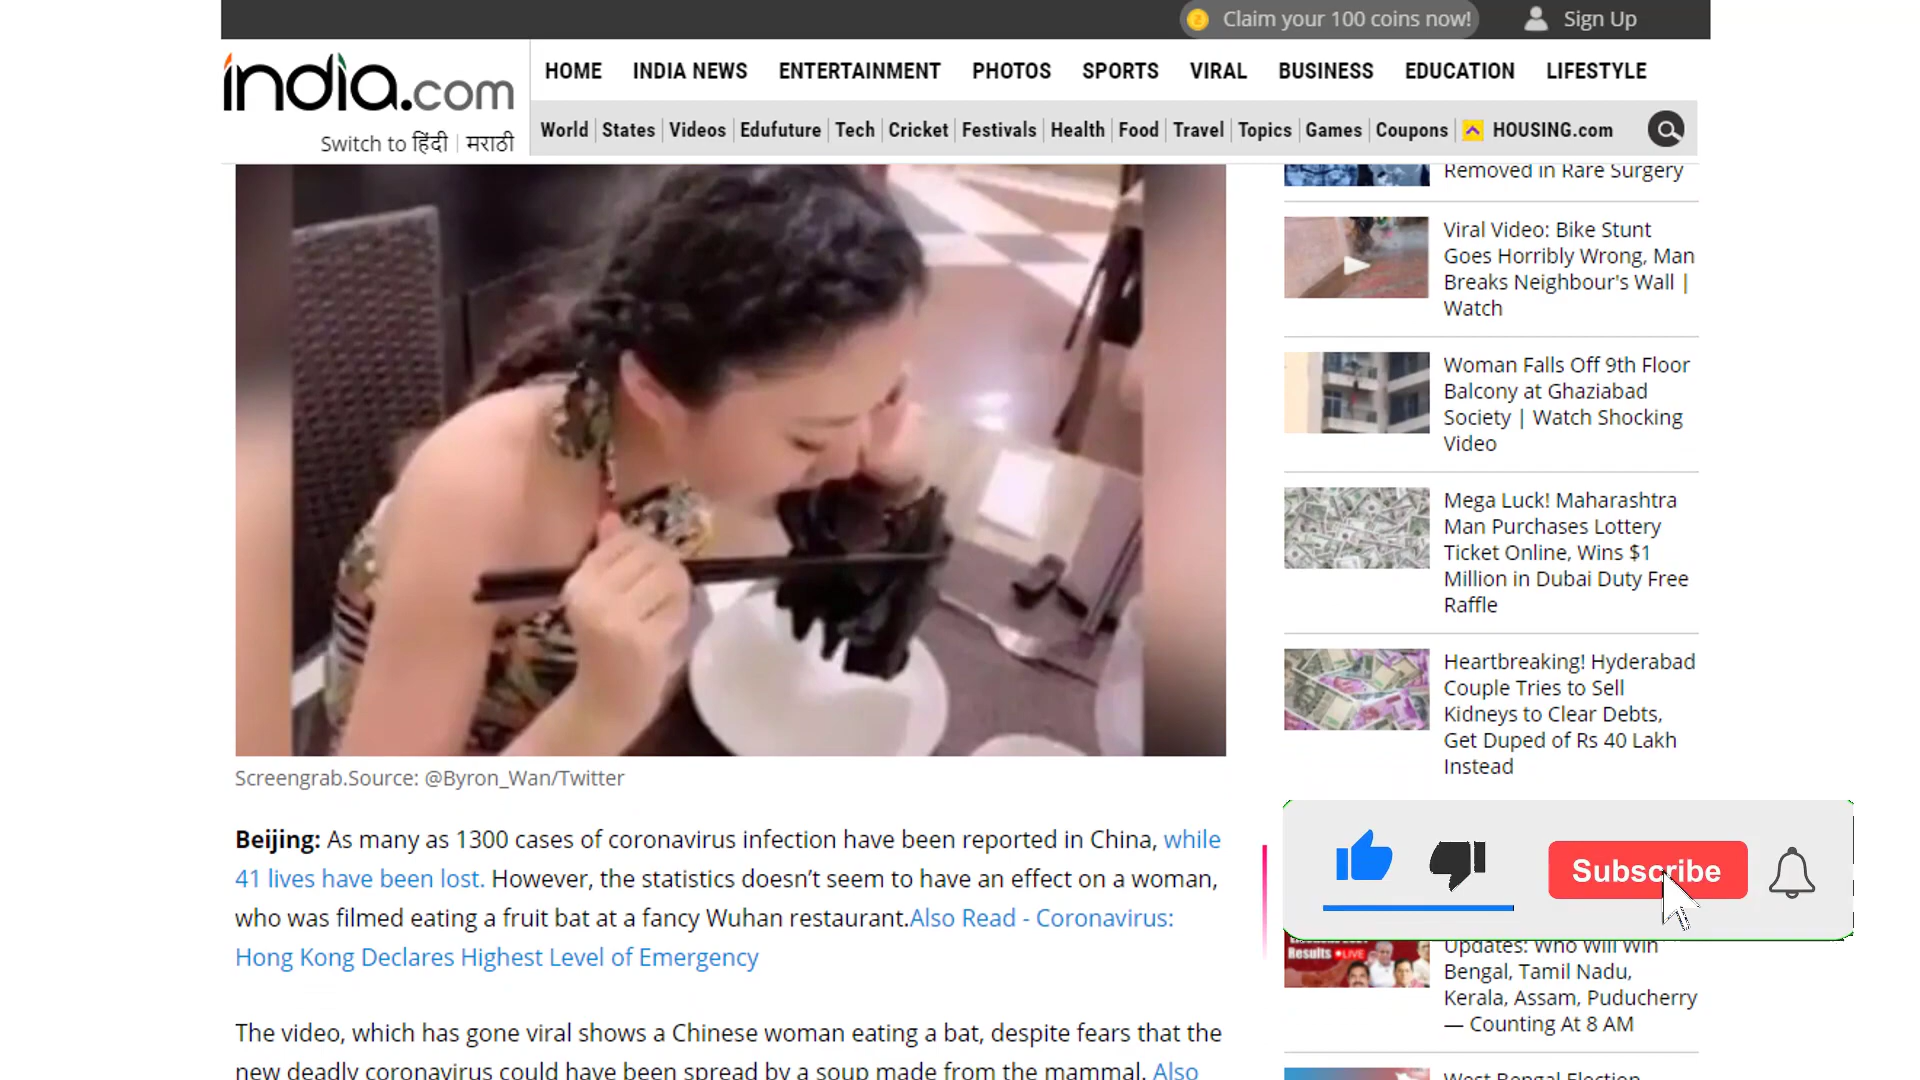 Claim your 100 coins now!
Sign Up
india.com
HOME INDIA NEWS ENTERTAINMENT PHOTOS SPORTS VIRAL BUSINESS EDUCATION LIFESTYLE
Switch to हिंदी | मराठी
World States Videos Edufuture Tech Cricket Festivals Health Food Travel Topics Games Coupons HOUSING.com
Screengrab.Source: @Byron_Wan/Twitter
Beijing: As many as 1300 cases of coronavirus infection have been reported in China, while
41 lives have been lost. However, the statistics doesn’t seem to have an effect on a woman,
who was filmed eating a fruit bat at a fancy Wuhan restaurant.Also Read - Coronavirus:
Hong Kong Declares Highest Level of Emergency
The video, which has gone viral shows a Chinese woman eating a bat, despite fears that the
new deadly coronavirus could have been spread by a soup made from the mammal. Also
Removed in Rare Surgery
Viral Video: Bike Stunt
Goes Horribly Wrong, Man
Breaks Neighbour's Wall |
Watch
Woman Falls Off 9th Floor
Balcony at Ghaziabad
Society | Watch Shocking
Video
Mega Luck! Maharashtra
Man Purchases Lottery
Ticket Online, Wins $1
Million in Dubai Duty Free
Raffle
Heartbreaking! Hyderabad
Couple Tries to Sell
Kidneys to Clear Debts,
Get Duped of Rs 40 Lakh
Instead
Subscribe
Results LIVE
Updates: Who Will Win
Bengal, Tamil Nadu,
Kerala, Assam, Puducherry
— Counting At 8 AM
West Bengal Election